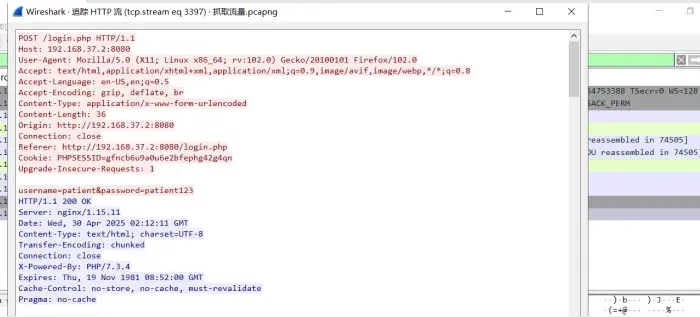 Wireshark · 追踪 HTTP 流 (tcp.stream eq 3397) · 抓取流量.pcapng
POST /login.php HTTP/1.1
Host: 192.168.37.2:8080
User-Agent: Mozilla/5.0 (X11; Linux x86_64; rv:102.0) Gecko/20100101 Firefox/102.0
Accept: text/html,application/xhtml+xml,application/xml;q=0.9,image/avif,image/webp,*/*;q=0.8
Accept-Language: en-US,en;q=0.5
Accept-Encoding: gzip, deflate, br
Content-Type: application/x-www-form-urlencoded
Content-Length: 36
Origin: http://192.168.37.2:8080
Connection: close
Referer: http://192.168.37.2:8080/login.php
Cookie: PHPSESSID=gfncb6u9a0u6e2bfephg42g4qn
Upgrade-Insecure-Requests: 1
username=patient&password=patient123
HTTP/1.1 200 OK
Server: nginx/1.15.11
Date: Wed, 30 Apr 2025 02:12:11 GMT
Content-Type: text/html; charset=UTF-8
Transfer-Encoding: chunked
Connection: close
X-Powered-By: PHP/7.3.4
Expires: Thu, 19 Nov 1981 08:52:00 GMT
Cache-Control: no-store, no-cache, must-revalidate
Pragma: no-cache
54753388 TSecr=0 WS=128
SACK_PERM
reassembled in 74505]
DU reassembled in 74505]
··)·b··· ···)·J···E·
·(=+@··· ····%···